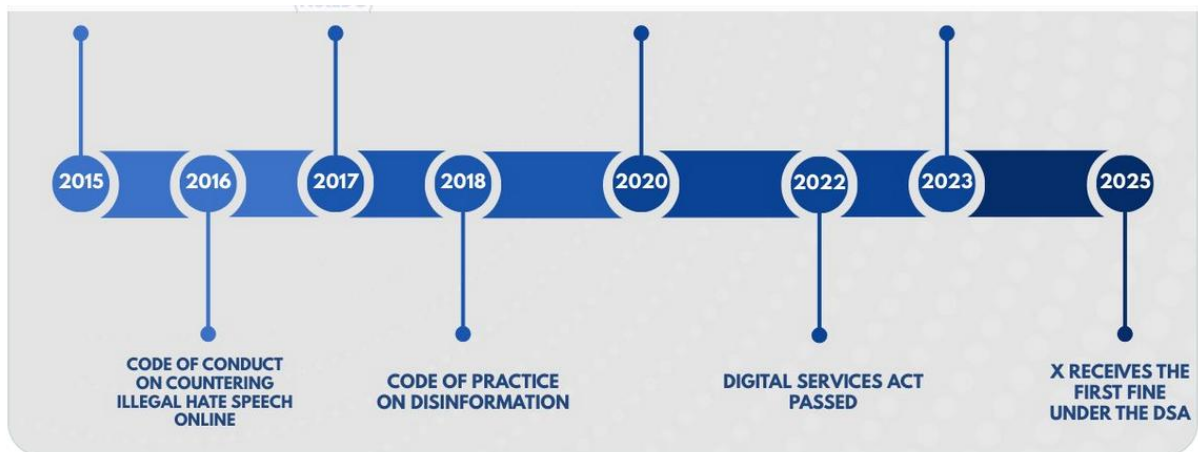 2015
2016
2017
2018
2020
2022
2023
2025
CODE OF CONDUCT
ON COUNTERING
ILLEGAL HATE SPEECH
ONLINE
CODE OF PRACTICE
ON DISINFORMATION
DIGITAL SERVICES ACT
PASSED
X RECEIVES THE
FIRST FINE
UNDER THE DSA